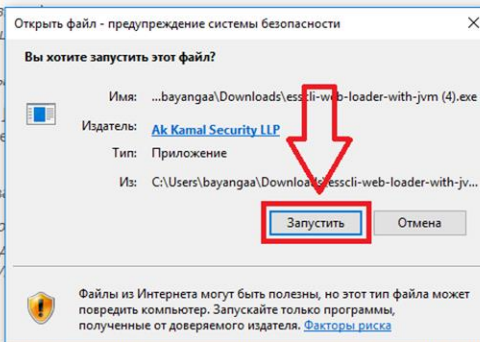 Открыть файл - предупреждение системы безопасности
Вы хотите запустить этот файл?
Имя: ...bayangaa\Downloads\esscli-web-loader-with-jvm (4).exe
Издатель: Ak Kamal Security LLP
Тип: Приложение
Из: C:\Users\bayangaa\Downloads\esscli-web-loader-with-jv...
Запустить Отмена
Файлы из Интернета могут быть полезны, но этот тип файла может
повредить компьютер. Запускайте только программы,
полученные от доверяемого издателя. Факторы риска